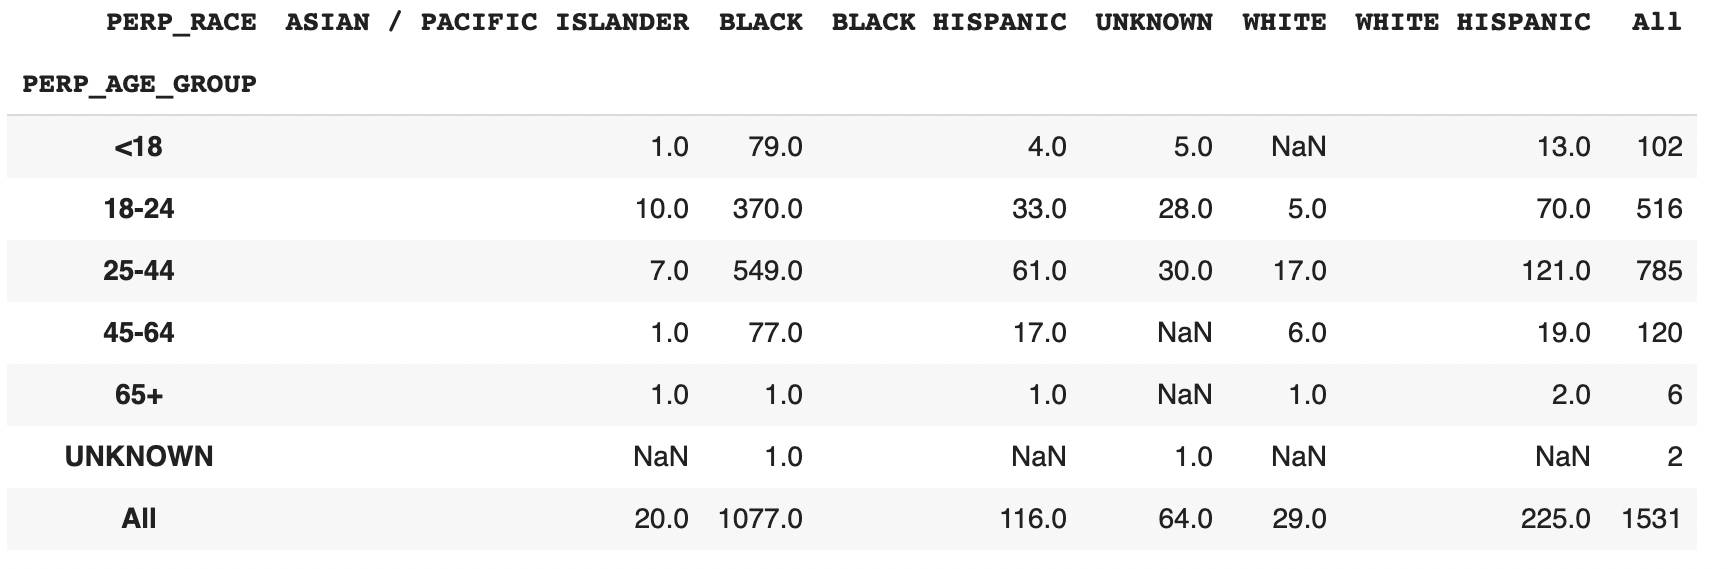 PERP_RACE ASIAN / PACIFIC ISLANDER BLACK BLACK HISPANIC UNKNOWN WHITE WHITE HISPANIC All
PERP_AGE_GROUP
<18 1.0 79.0 4.0 5.0 NaN 13.0 102
18-24 10.0 370.0 33.0 28.0 5.0 70.0 516
25-44 7.0 549.0 61.0 30.0 17.0 121.0 785
45-64 1.0 77.0 17.0 NaN 6.0 19.0 120
65+ 1.0 1.0 1.0 NaN 1.0 2.0 6
UNKNOWN NaN 1.0 NaN 1.0 NaN NaN 2
All 20.0 1077.0 116.0 64.0 29.0 225.0 1531